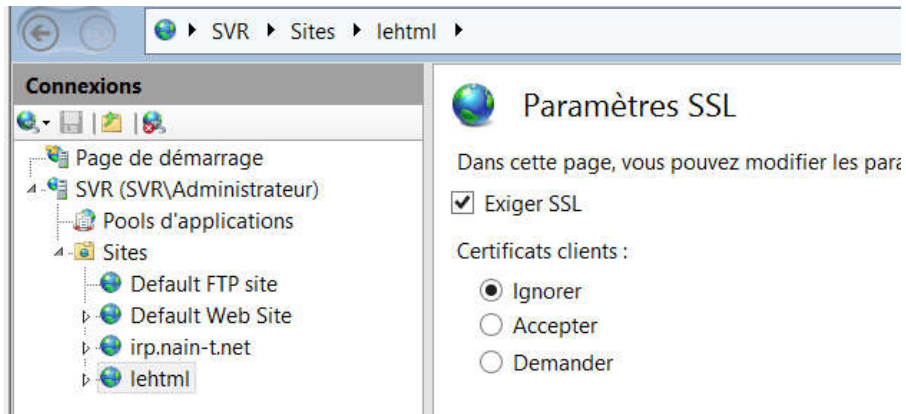 SVR Sites lehtml
Connexions
Page de démarrage
SVR (SVR\Administrateur)
Pools d'applications
Sites
Default FTP site
Default Web Site
irp.nain-t.net
lehtml
Paramètres SSL
Dans cette page, vous pouvez modifier les para
Exiger SSL
Certificats clients :
Ignorer
Accepter
Demander